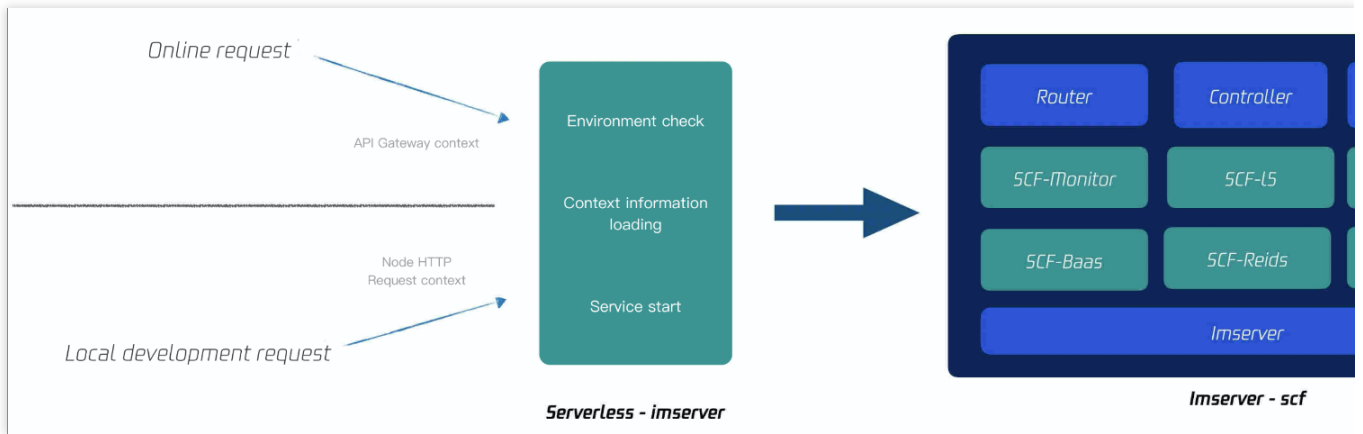 Online request
API Gateway context
Node HTTP
Request context
Local development request
Environment check
Context information
loading
Service start
Serverless - imserver
Router
Controller
SCF-Monitor
SCF-l5
SCF-Baas
SCF-Reids
Imserver
Imserver - scf